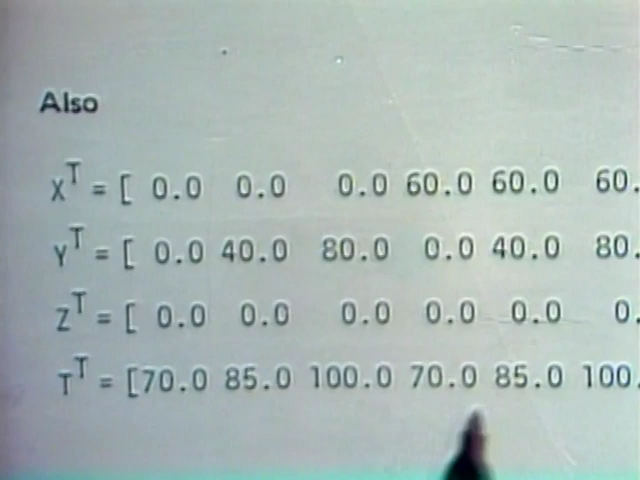 Also
X^T = [ 0.0 0.0 0.0 60.0 60.0 60.
Y^T = [ 0.0 40.0 80.0 0.0 40.0 80.
Z^T = [ 0.0 0.0 0.0 0.0 0.0 0.
T^T = [70.0 85.0 100.0 70.0 85.0 100.